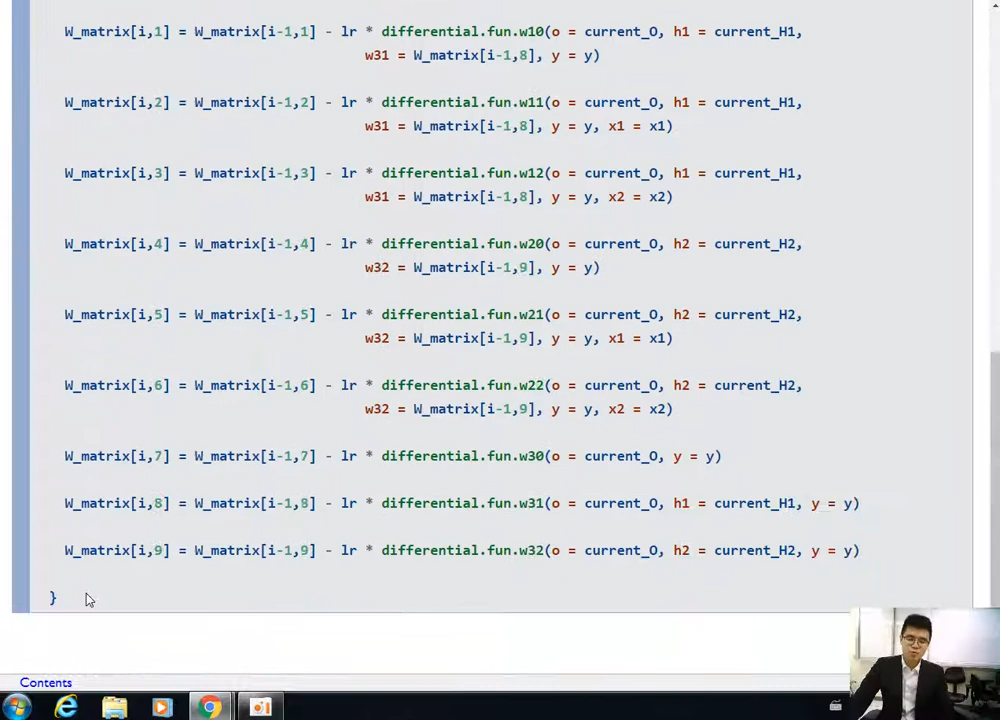 W_matrix[i,1] = W_matrix[i-1,1] - lr * differential.fun.w10(o = current_O, h1 = current_H1,
w31 = W_matrix[i-1,8], y = y)
W_matrix[i,2] = W_matrix[i-1,2] - lr * differential.fun.w11(o = current_O, h1 = current_H1,
w31 = W_matrix[i-1,8], y = y, x1 = x1)
W_matrix[i,3] = W_matrix[i-1,3] - lr * differential.fun.w12(o = current_O, h1 = current_H1,
w31 = W_matrix[i-1,8], y = y, x2 = x2)
W_matrix[i,4] = W_matrix[i-1,4] - lr * differential.fun.w20(o = current_O, h2 = current_H2,
w32 = W_matrix[i-1,9], y = y)
W_matrix[i,5] = W_matrix[i-1,5] - lr * differential.fun.w21(o = current_O, h2 = current_H2,
w32 = W_matrix[i-1,9], y = y, x1 = x1)
W_matrix[i,6] = W_matrix[i-1,6] - lr * differential.fun.w22(o = current_O, h2 = current_H2,
w32 = W_matrix[i-1,9], y = y, x2 = x2)
W_matrix[i,7] = W_matrix[i-1,7] - lr * differential.fun.w30(o = current_O, y = y)
W_matrix[i,8] = W_matrix[i-1,8] - lr * differential.fun.w31(o = current_O, h1 = current_H1, y = y)
W_matrix[i,9] = W_matrix[i-1,9] - lr * differential.fun.w32(o = current_O, h2 = current_H2, y = y)
}
Contents